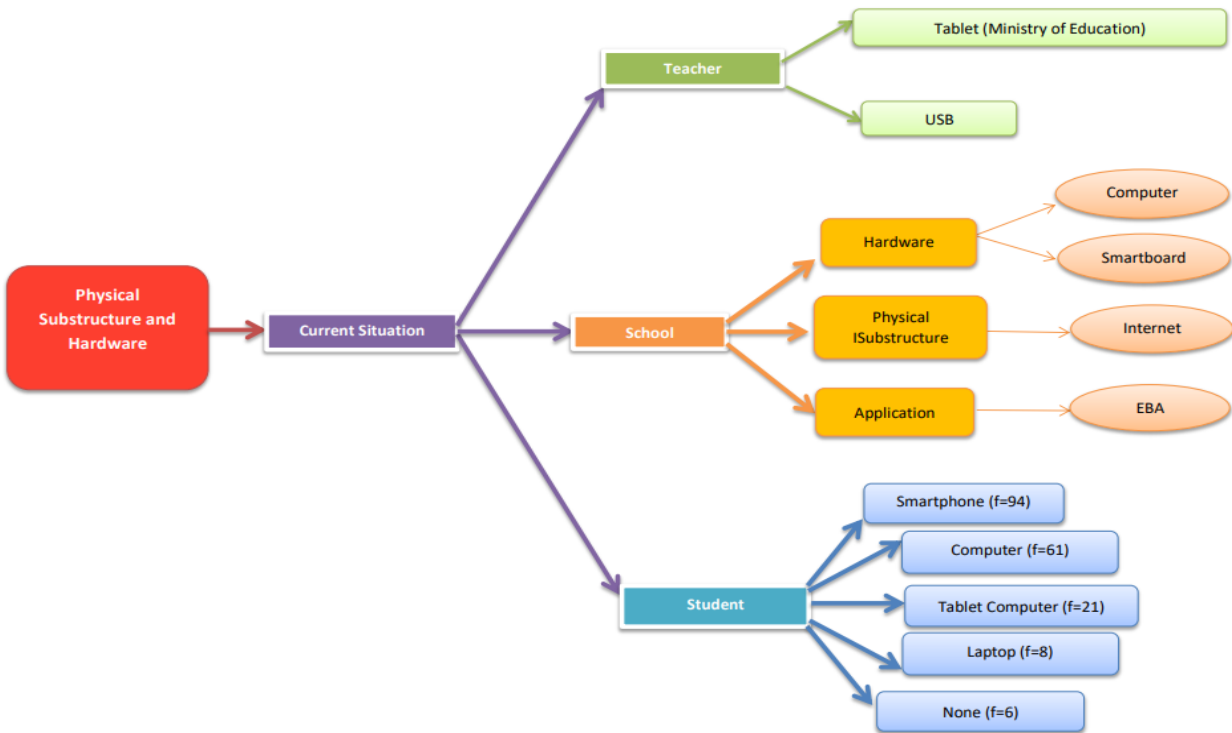 Physical
Substructure and
Hardware
Current Situation
Teacher
Tablet (Ministry of Education)
USB
School
Hardware
Computer
Smartboard
Physical
ISubstructure
Internet
Application
EBA
Student
Smartphone (f=94)
Computer (f=61)
Tablet Computer (f=21)
Laptop (f=8)
None (f=6)